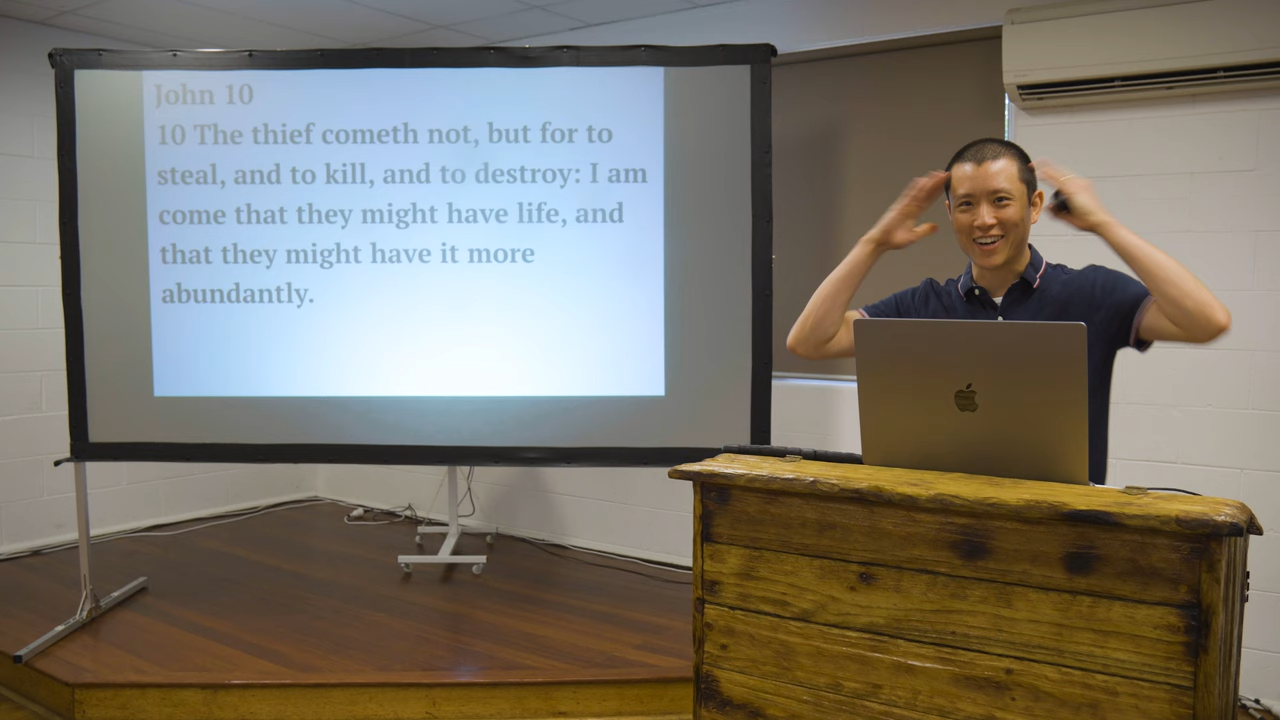 John 10
10 The thief cometh not, but for to
steal, and to kill, and to destroy: I am
come that they might have life, and
that they might have it more
abundantly.